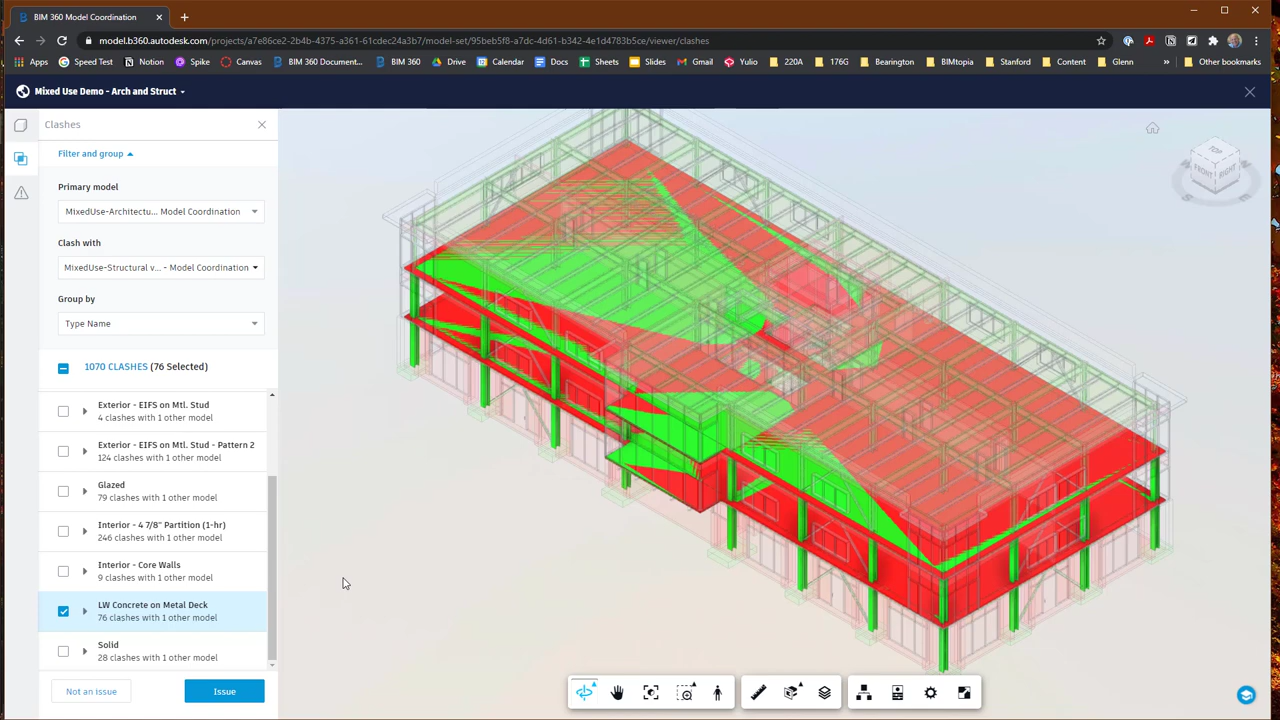 BIM 360 Model Coordination
model.b360.autodesk.com/projects/a7e86ce2-2b4b-4375-a361-61cdec24a3b7/model-set/95beb5f8-a7dc-4d61-b342-4e1d4783b5ce/viewer/clashes
Apps Speed Test Notion Spike Canvas BIM 360 Document... BIM 360 Drive Calendar Docs Sheets Slides Gmail Yulio 220A 176G Bearington BIMtopia Stanford Content Glenn » Other bookmarks
Mixed Use Demo - Arch and Struct
Clashes
Filter and group
Primary model
MixedUse-Architectu... Model Coordination
Clash with
MixedUse-Structural v... - Model Coordination
Group by
Type Name
1070 CLASHES (76 Selected)
Exterior - EIFS on Mtl. Stud
4 clashes with 1 other model
Exterior - EIFS on Mtl. Stud - Pattern 2
124 clashes with 1 other model
Glazed
79 clashes with 1 other model
Interior - 4 7/8" Partition (1-hr)
246 clashes with 1 other model
Interior - Core Walls
9 clashes with 1 other model
LW Concrete on Metal Deck
76 clashes with 1 other model
Solid
28 clashes with 1 other model
Not an issue
Issue
TOP
FRONT
RIGHT